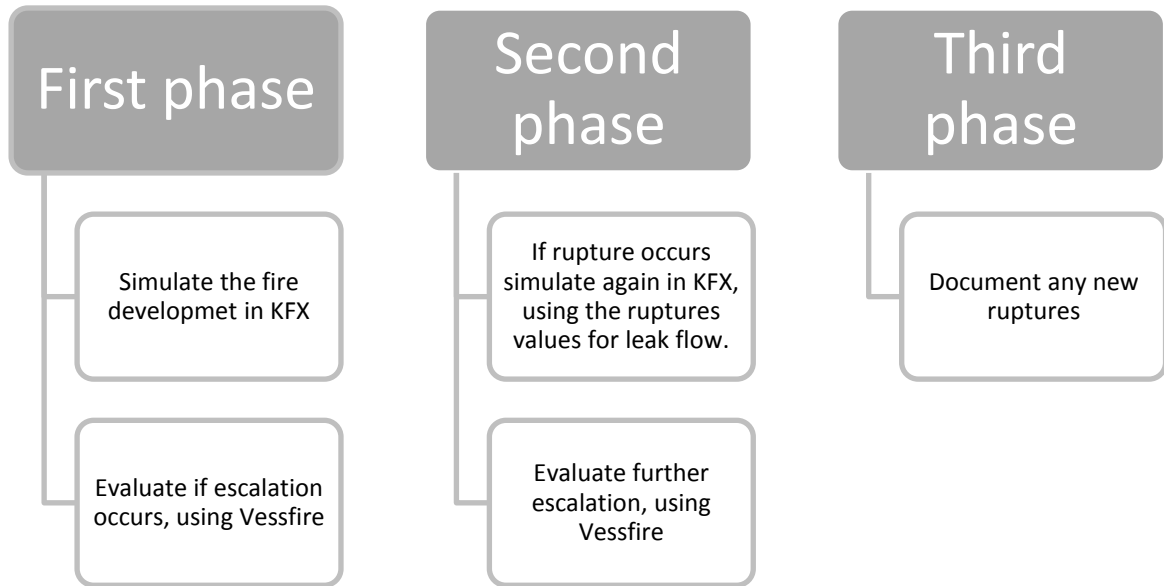 First phase
Simulate the fire
developmet in KFX
Evaluate if escalation
occurs, using Vessfire
Second
phase
If rupture occurs
simulate again in KFX,
using the ruptures
values for leak flow.
Evaluate further
escalation, using
Vessfire
Third
phase
Document any new
ruptures